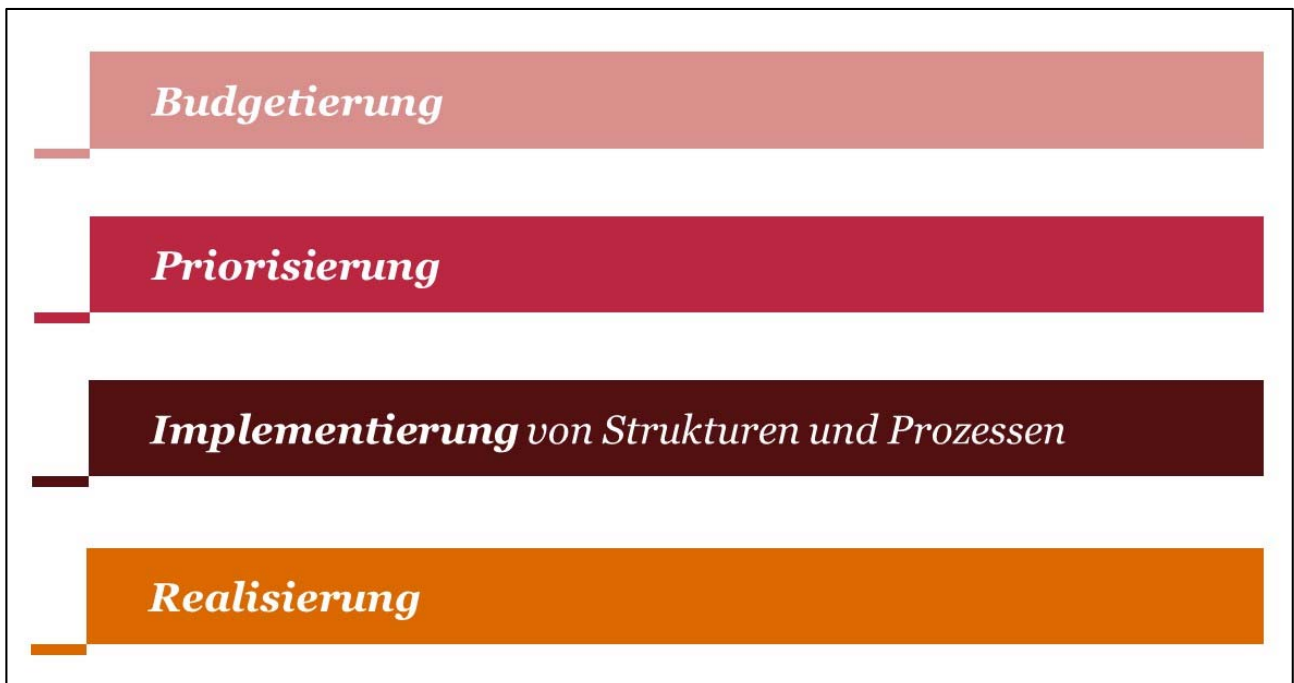 Budgetierung
Priorisierung
Implementierung von Strukturen und Prozessen
Realisierung